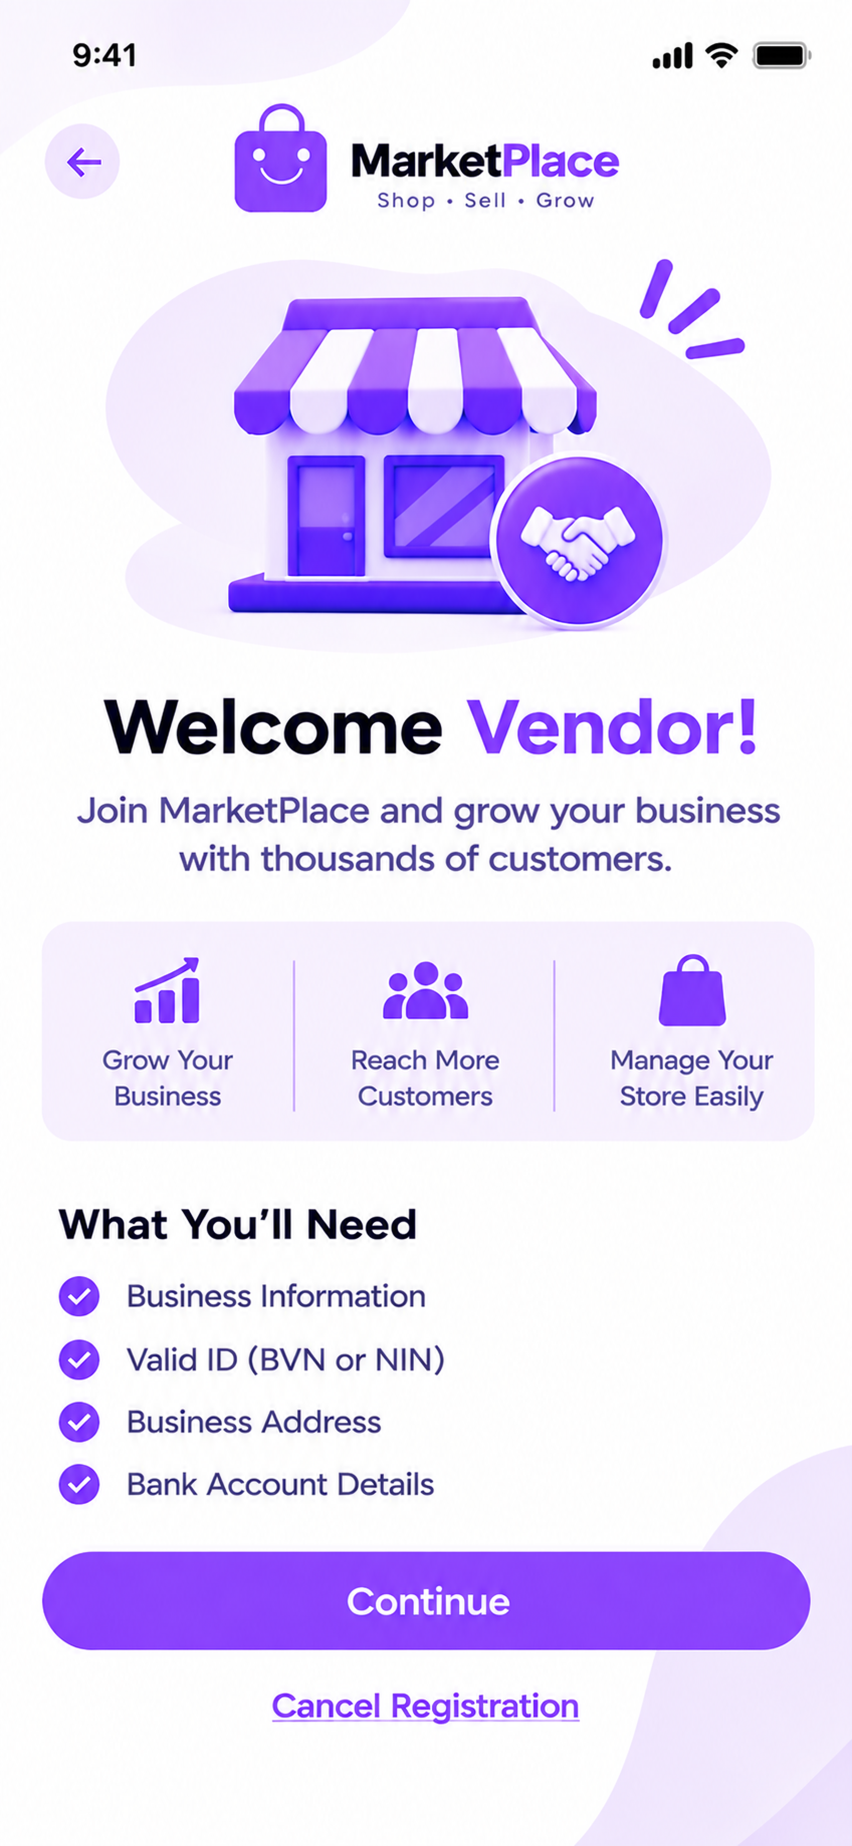 9:41
MarketPlace
Shop • Sell • Grow
Welcome Vendor!
Join MarketPlace and grow your business
with thousands of customers.
Grow Your
Business
Reach More
Customers
Manage Your
Store Easily
What You’ll Need
Business Information
Valid ID (BVN or NIN)
Business Address
Bank Account Details
Continue
Cancel Registration